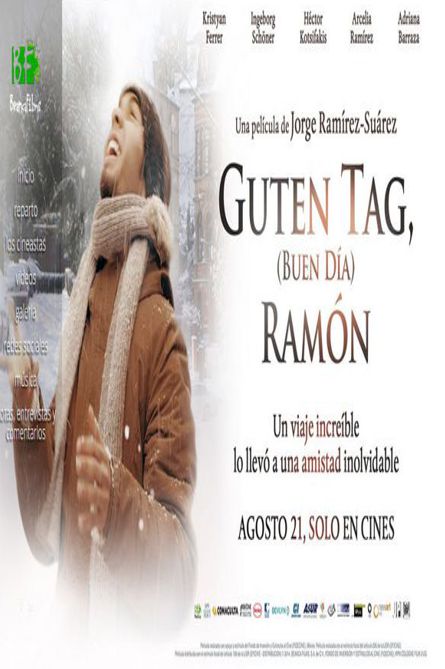 Kristyan Ferrer
Ingeborg Schöner
Héctor Kotsifakis
Arcelia Ramírez
Adriana Barraza
inicio
reparto
los cineastas
videos
galería
redes sociales
música
notas, entrevistas y
comentarios
Una película de Jorge Ramírez-Suárez
GUTEN TAG,
(BUEN DÍA)
RAMÓN
Un viaje increíble
lo llevó a una amistad inolvidable
AGOSTO 21, SOLO EN CINES